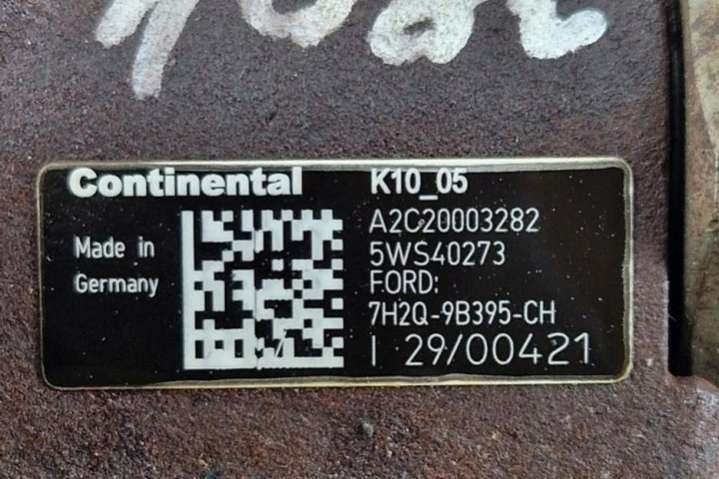 Continental
K10_05
A2C20003282
Made in
Germany
5WS40273
FORD:
7H2Q-9B395-CH
I 29/00421